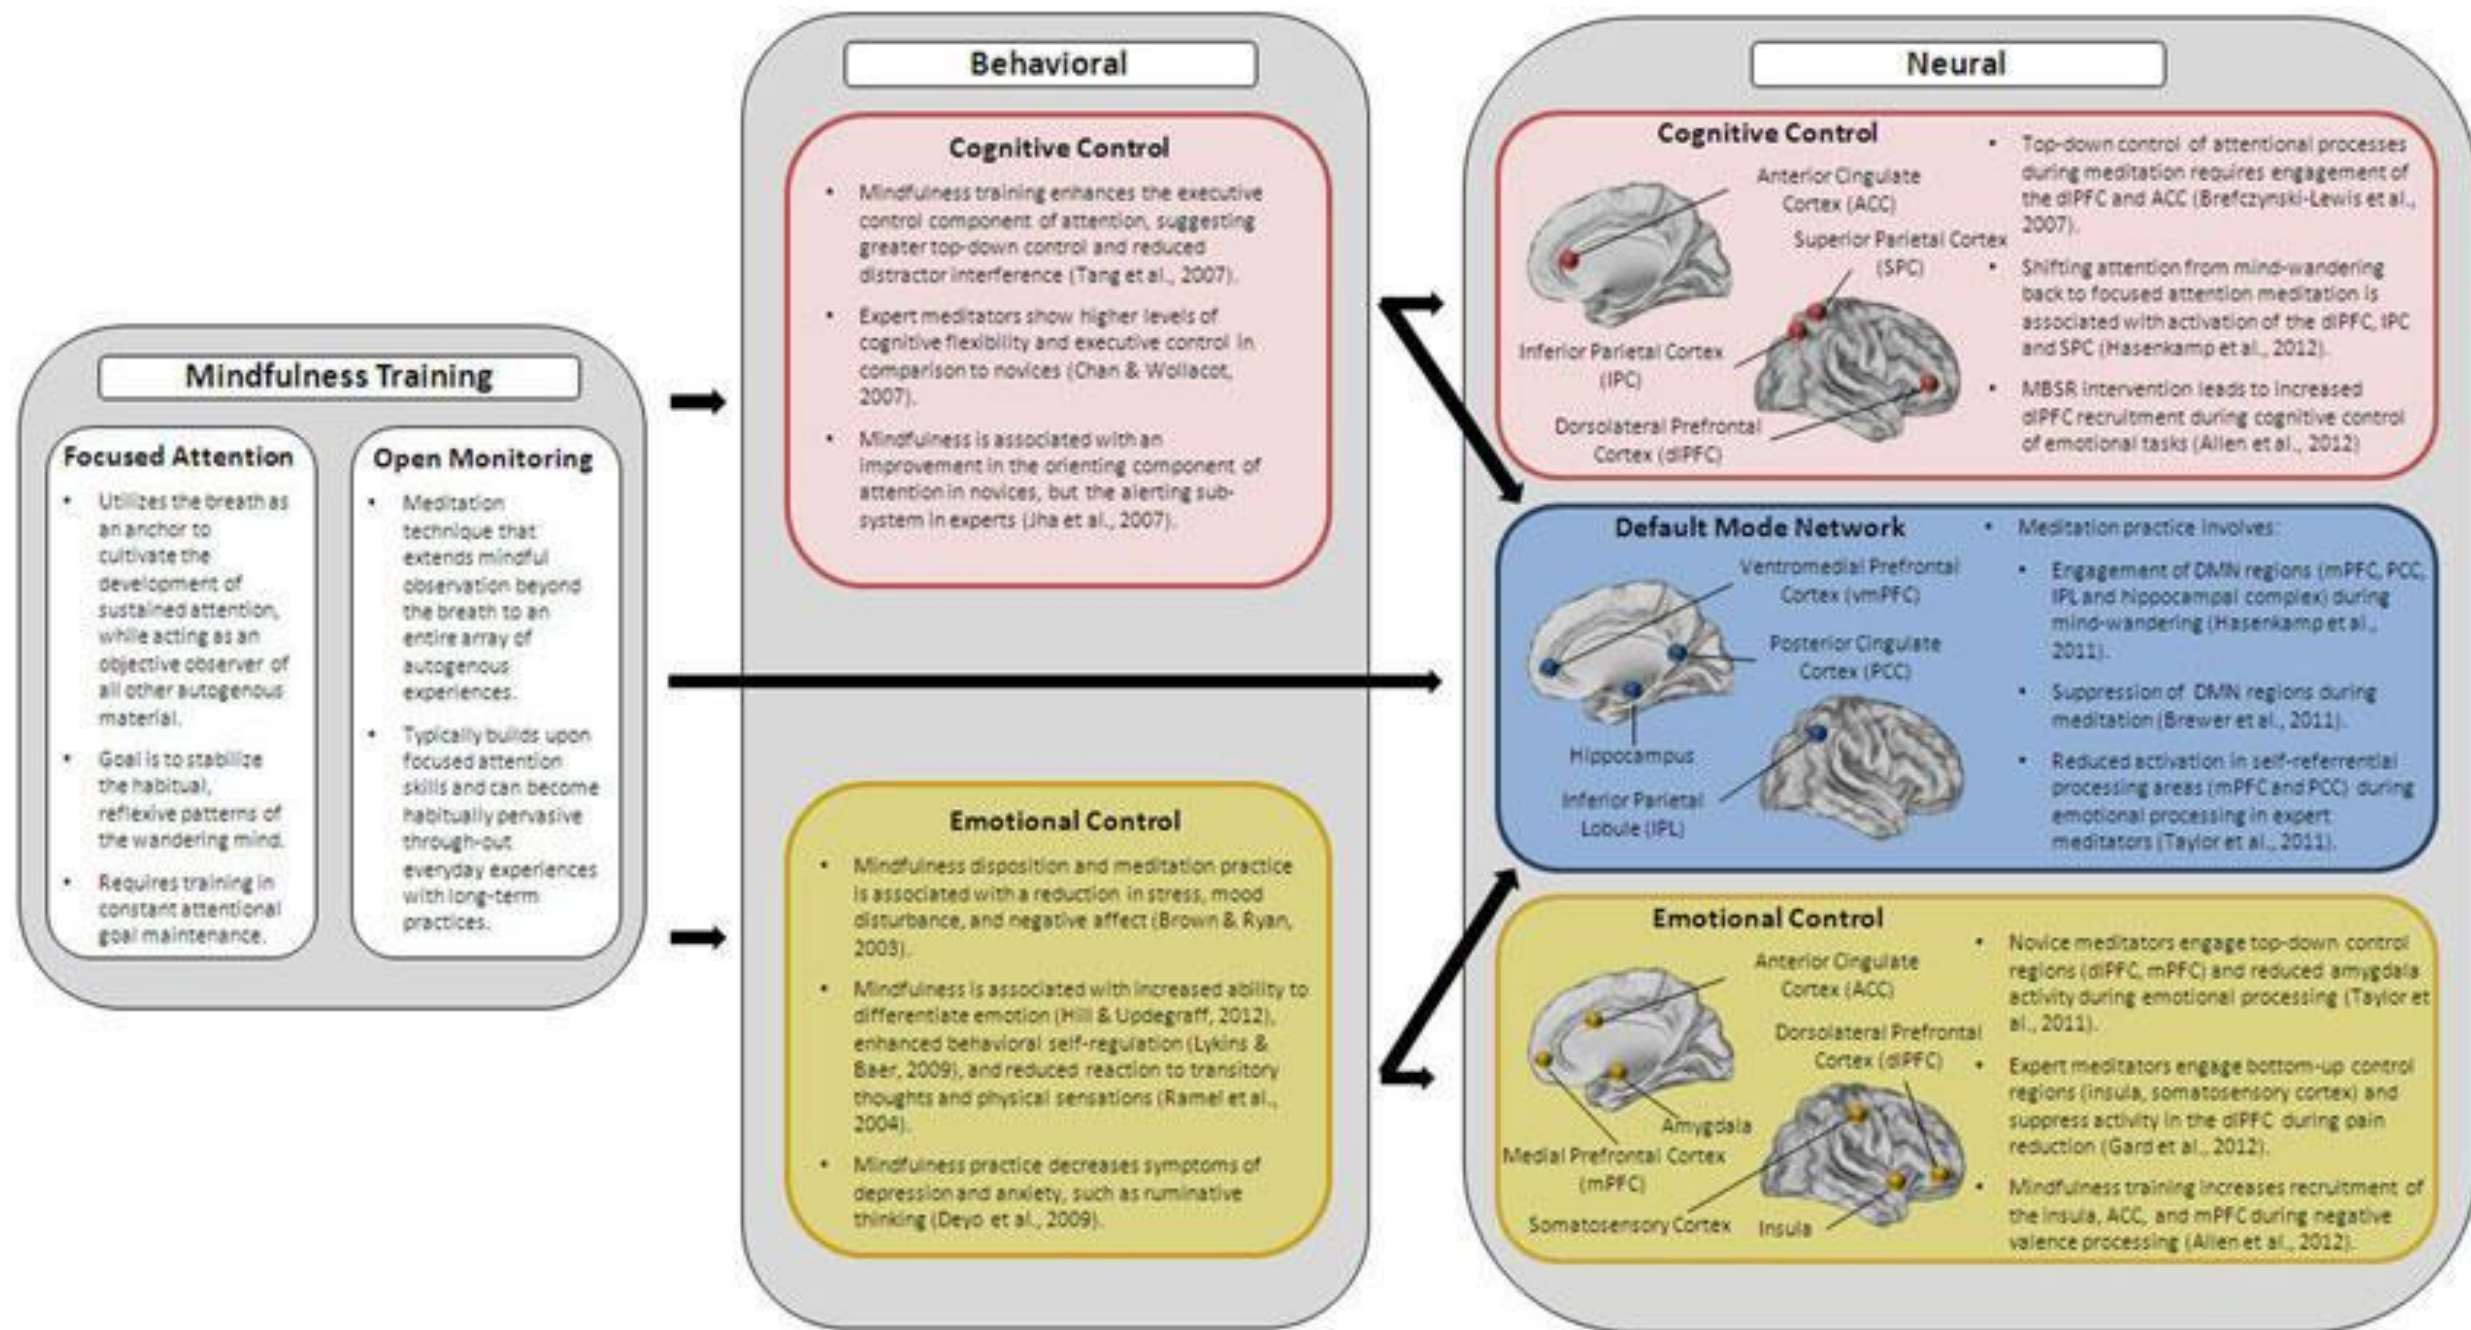 Mindfulness Training
Focused Attention
• Utilizes the breath as
an anchor to
cultivate the
development of
sustained attention,
while acting as an
objective observer of
all other autogenous
material.
• Goal is to stabilize
the habitual,
reflexive patterns of
the wandering mind.
• Requires training in
constant attentional
goal maintenance.
Open Monitoring
• Meditation
technique that
extends mindful
observation beyond
the breath to an
entire array of
autogenous
experiences.
• Typically builds upon
focused attention
skills and can become
habitually pervasive
through-out
everyday experiences
with long-term
practices.
Behavioral
Cognitive Control
• Mindfulness training enhances the executive
control component of attention, suggesting
greater top-down control and reduced
distractor interference (Tang et al., 2007).
• Expert meditators show higher levels of
cognitive flexibility and executive control in
comparison to novices (Chan & Wollacot,
2007).
• Mindfulness is associated with an
improvement in the orienting component of
attention in novices, but the alerting sub-
system in experts (Jha et al., 2007).
Emotional Control
• Mindfulness disposition and meditation practice
is associated with a reduction in stress, mood
disturbance, and negative affect (Brown & Ryan,
2003).
• Mindfulness is associated with increased ability to
differentiate emotion (Hill & Updegraff, 2012),
enhanced behavioral self-regulation (Lykins &
Baer, 2009), and reduced reaction to transitory
thoughts and physical sensations (Ramel et al.,
2004).
• Mindfulness practice decreases symptoms of
depression and anxiety, such as ruminative
thinking (Deyo et al., 2009).
Neural
Cognitive Control
Anterior Cingulate
Cortex (ACC)
Superior Parietal Cortex
(SPC)
Inferior Parietal Cortex
(IPC)
Dorsolateral Prefrontal
Cortex (dlPFC)
• Top-down control of attentional processes
during meditation requires engagement of
the dlPFC and ACC (Brefczynski-Lewis et al.,
2007).
• Shifting attention from mind-wandering
back to focused attention meditation is
associated with activation of the dlPFC, IPC
and SPC (Hasenkamp et al., 2012).
• MBSR intervention leads to increased
dlPFC recruitment during cognitive control
of emotional tasks (Allen et al., 2012)
Default Mode Network
Ventromedial Prefrontal
Cortex (vmPFC)
Posterior Cingulate
Cortex (PCC)
Hippocampus
Inferior Parietal
Lobule (IPL)
• Meditation practice involves:
• Engagement of DMN regions (mPFC, PCC,
IPL and hippocampal complex) during
mind-wandering (Hasenkamp et al.,
2011).
• Suppression of DMN regions during
meditation (Brewer et al., 2011).
• Reduced activation in self-referrential
processing areas (mPFC and PCC) during
emotional processing in expert
meditators (Taylor et al., 2011).
Emotional Control
Anterior Cingulate
Cortex (ACC)
Dorsolateral Prefrontal
Cortex (dlPFC)
Amygdala
Medial Prefrontal Cortex
(mPFC)
Somatosensory Cortex
Insula
• Novice meditators engage top-down control
regions (dlPFC, mPFC) and reduced amygdala
activity during emotional processing (Taylor et
al., 2011).
• Expert meditators engage bottom-up control
regions (insula, somatosensory cortex) and
suppress activity in the dlPFC during pain
reduction (Gard et al., 2012).
• Mindfulness training increases recruitment of
the insula, ACC, and mPFC during negative
valence processing (Allen et al., 2012).